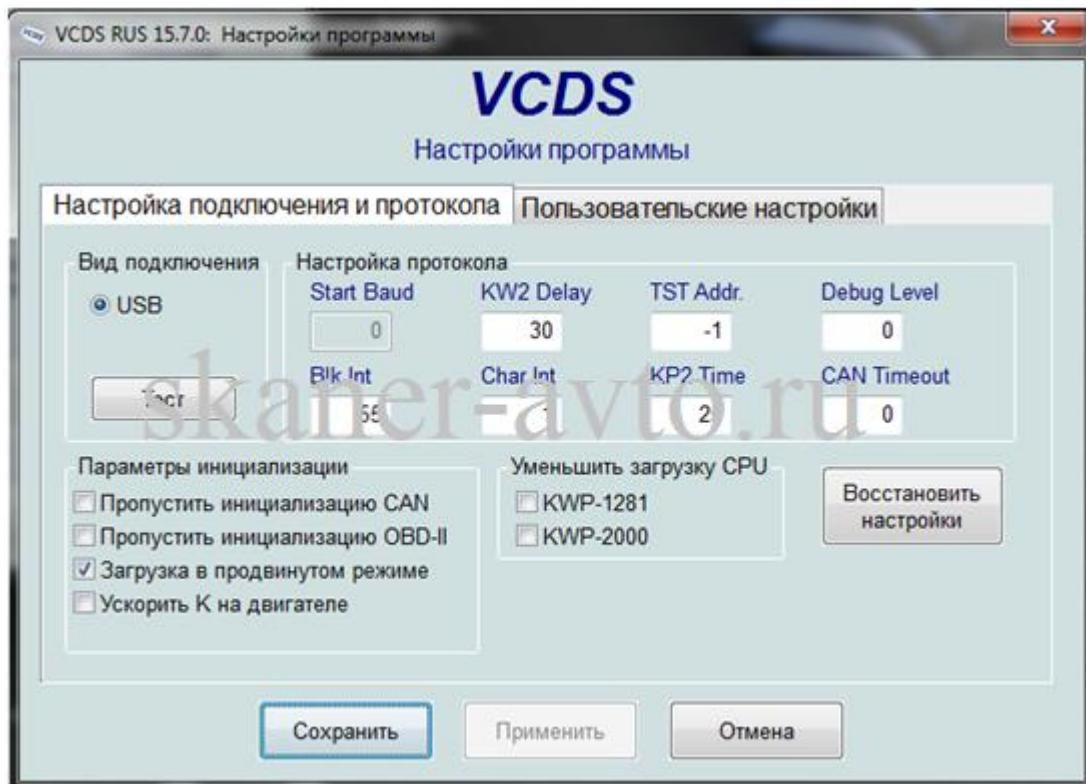 VCDS RUS 15.7.0: Настройки программы
VCDS
Настройки программы
Настройка подключения и протокола Пользовательские настройки
Вид подключения Настройка протокола
USB
Start Baud KW2 Delay TST Addr. Debug Level
0 30 -1 0
Тест
Blk Int Char Int KP2 Time CAN Timeout
55 1 2 0
skaner-avto.ru
Параметры инициализации Уменьшить загрузку CPU
Пропустить инициализацию CAN KWP-1281
Пропустить инициализацию OBD-II KWP-2000
Загрузка в продвинутом режиме
Ускорить K на двигателе
Восстановить
настройки
Сохранить Применить Отмена